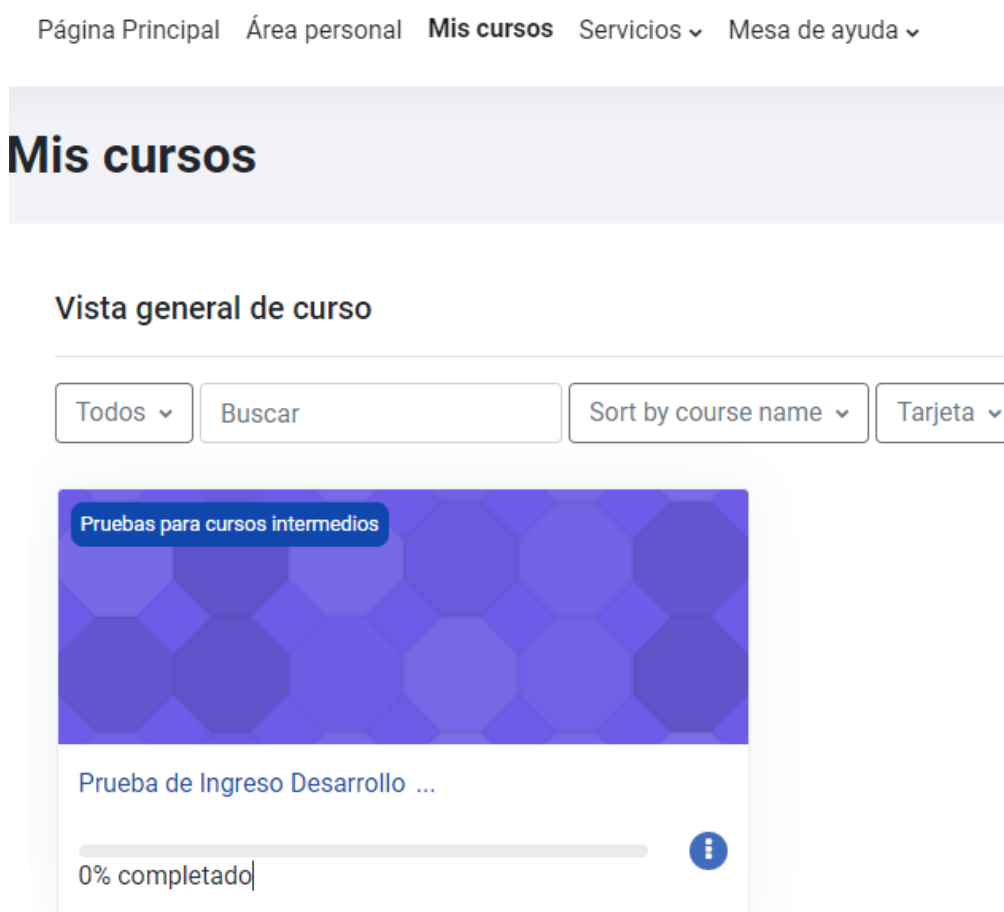 Página Principal Área personal Mis cursos Servicios Mesa de ayuda
Mis cursos
Vista general de curso
Todos Buscar Sort by course name Tarjeta
Pruebas para cursos intermedios
Prueba de Ingreso Desarrollo ...
0% completado